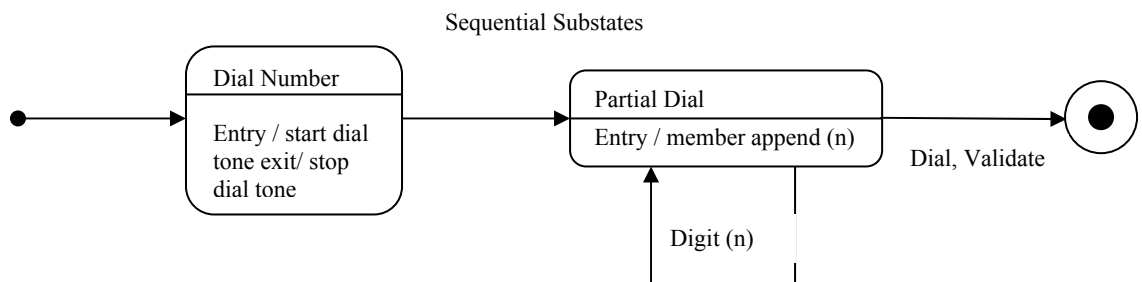 Sequential Substates
Dial Number
Entry / start dial
tone exit/ stop
dial tone
Partial Dial
Entry / member append (n)
Dial, Validate
Digit (n)